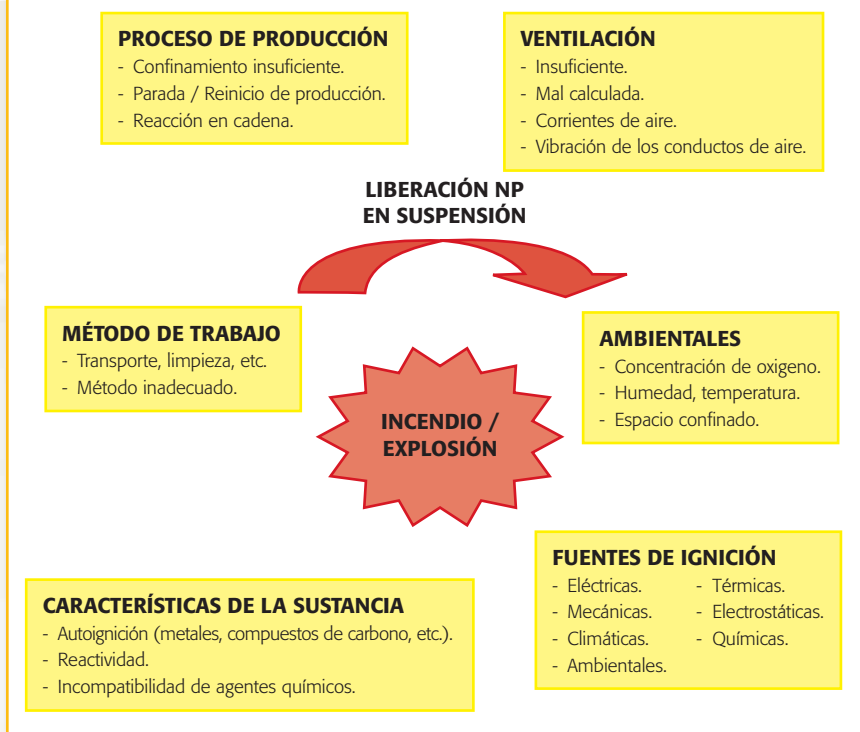 PROCESO DE PRODUCCIÓN
- Confinamiento insuficiente.
- Parada / Reinicio de producción.
- Reacción en cadena.
VENTILACIÓN
- Insuficiente.
- Mal calculada.
- Corrientes de aire.
- Vibración de los conductos de aire.
LIBERACIÓN NP
EN SUSPENSIÓN
MÉTODO DE TRABAJO
- Transporte, limpieza, etc.
- Método inadecuado.
AMBIENTALES
- Concentración de oxigeno.
- Humedad, temperatura.
- Espacio confinado.
INCENDIO /
EXPLOSIÓN
CARACTERÍSTICAS DE LA SUSTANCIA
- Autoignición (metales, compuestos de carbono, etc.).
- Reactividad.
- Incompatibilidad de agentes químicos.
FUENTES DE IGNICIÓN
- Eléctricas.
- Mecánicas.
- Climáticas.
- Ambientales.
- Térmicas.
- Electrostáticas.
- Químicas.